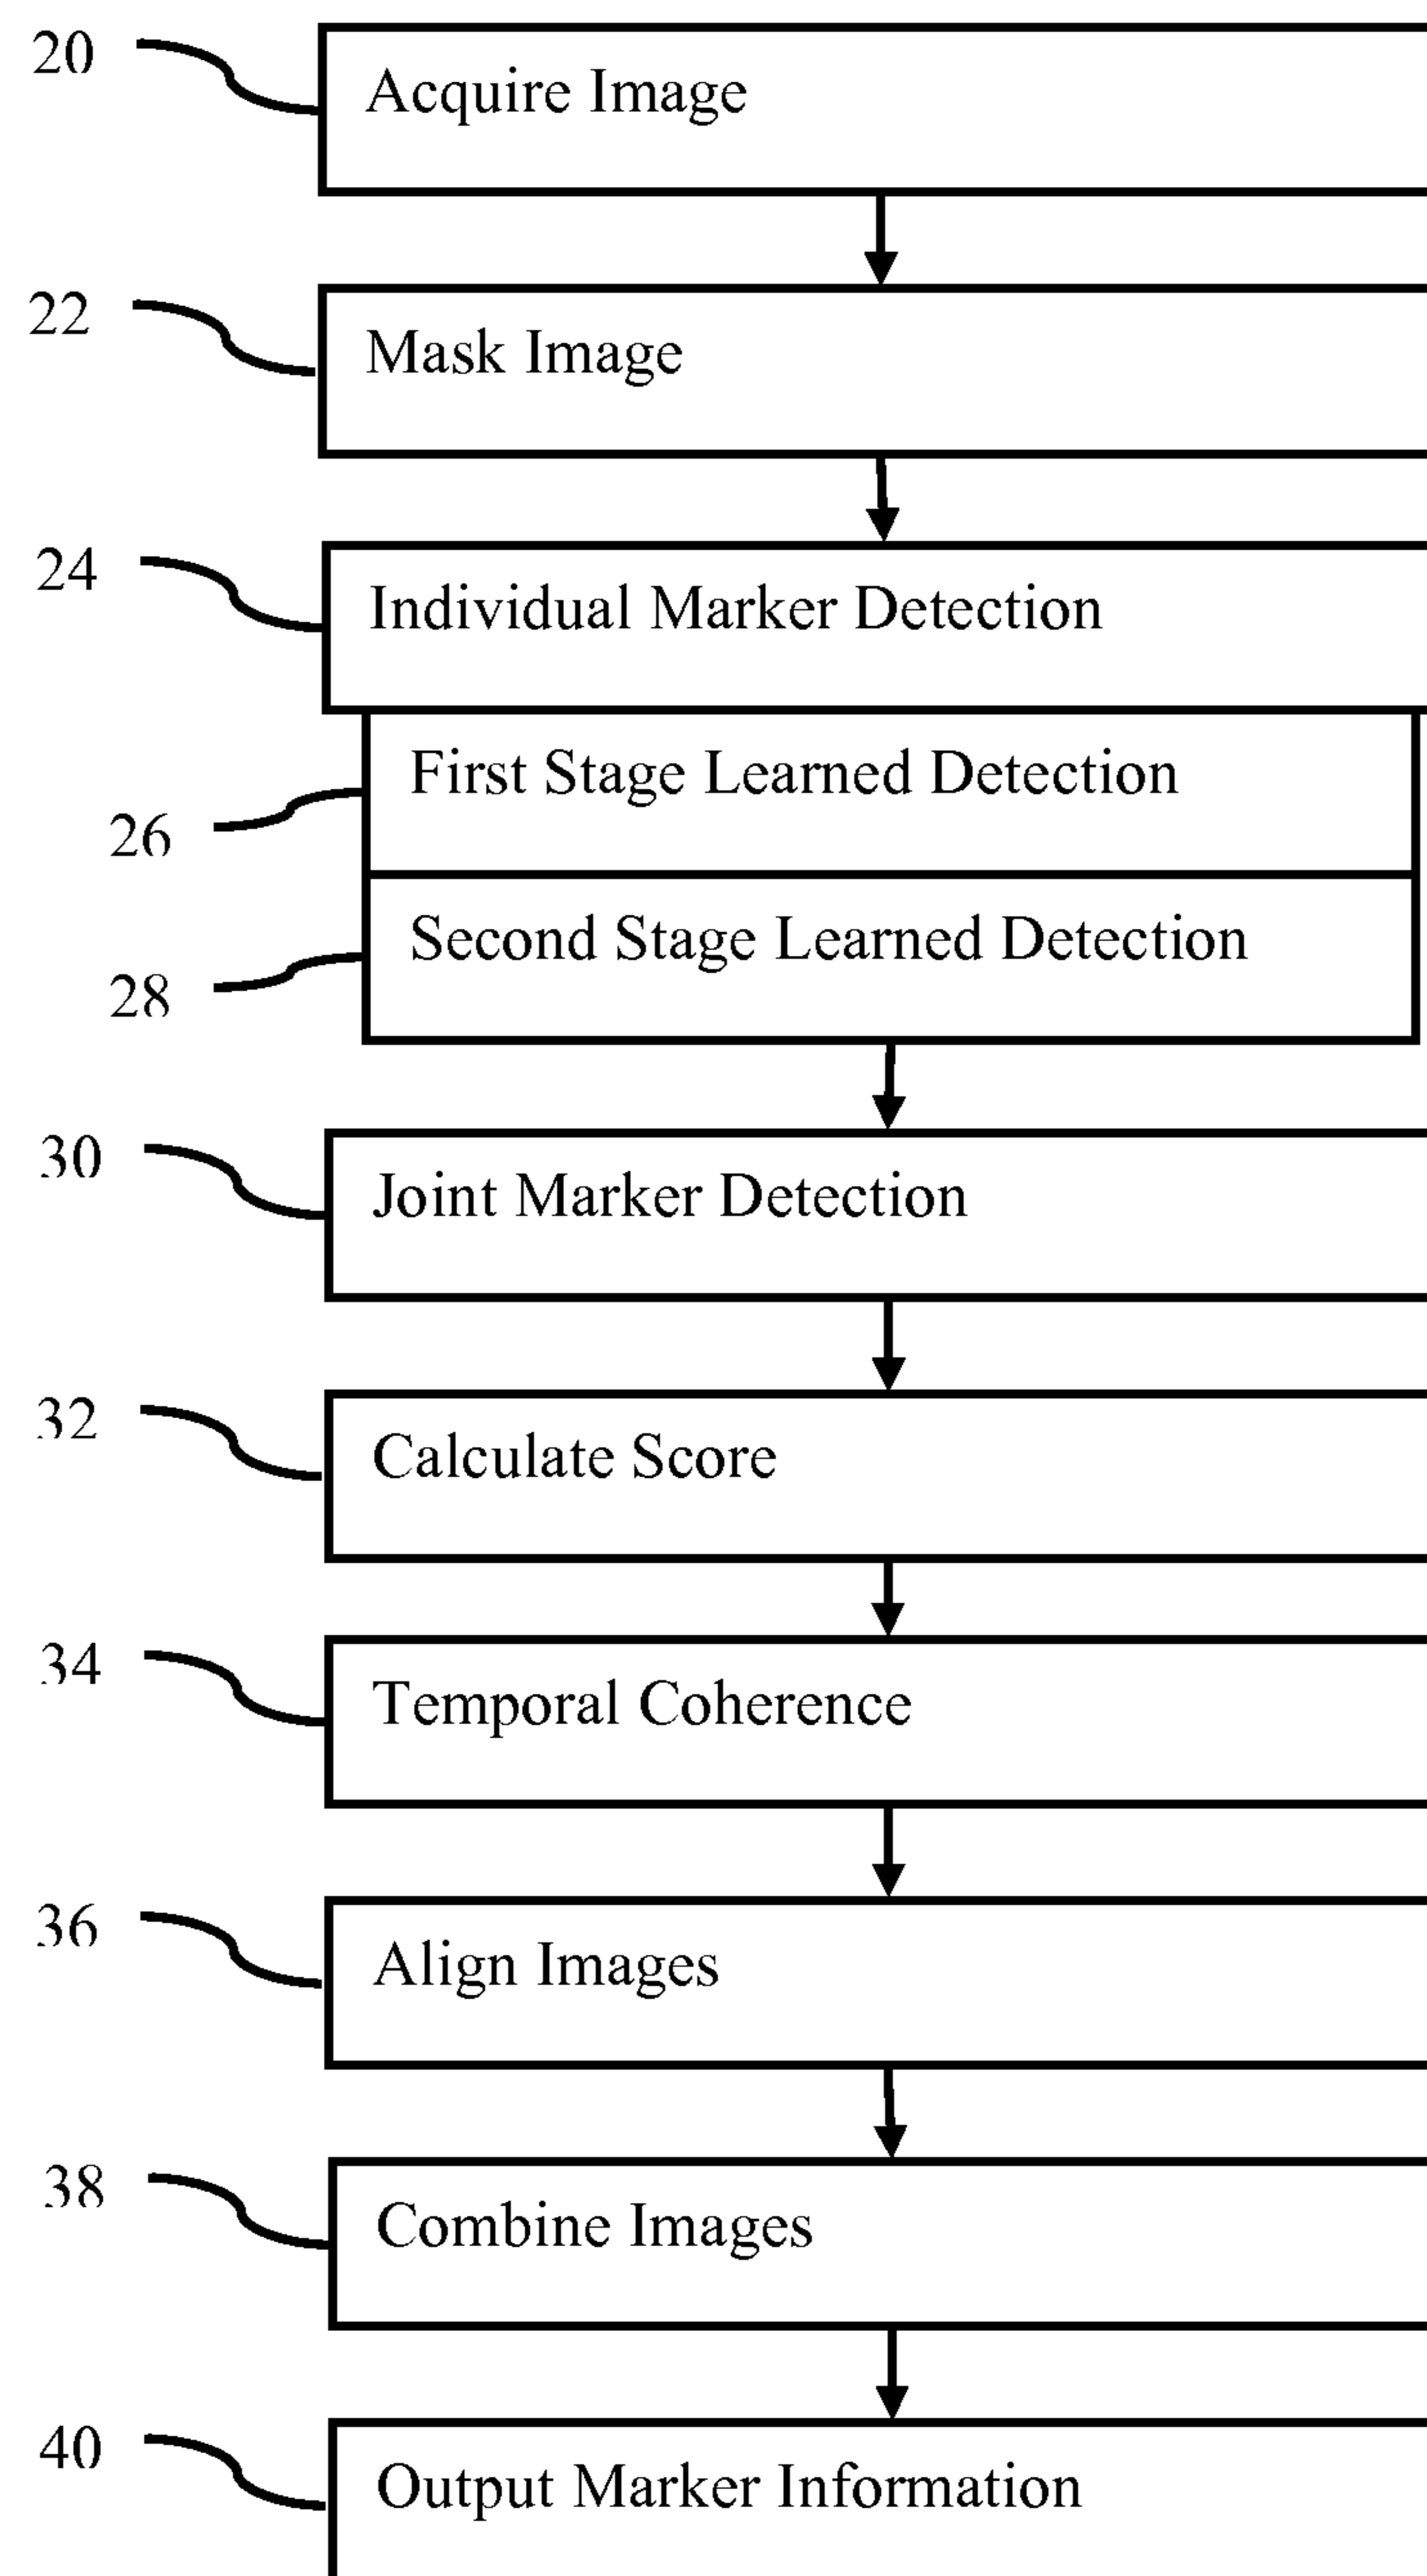 20 Acquire Image
22 Mask Image
24 Individual Marker Detection
26 First Stage Learned Detection
28 Second Stage Learned Detection
30 Joint Marker Detection
32 Calculate Score
34 Temporal Coherence
36 Align Images
38 Combine Images
40 Output Marker Information